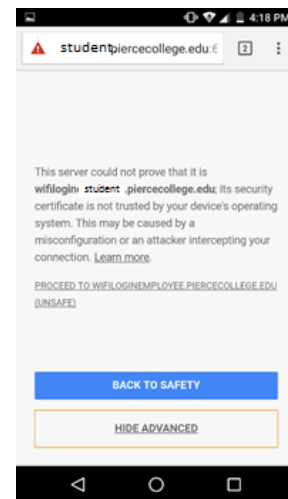 4:18 PM
student piercecollege.edu:6 2
This server could not prove that it is
wifilogin student .piercecollege.edu; its security
certificate is not trusted by your device's operating
system. This may be caused by a
misconfiguration or an attacker intercepting your
connection. Learn more.
PROCEED TO WIFILOGINEMPLOYEE.PIERCECOLLEGE.EDU
(UNSAFE)
BACK TO SAFETY
HIDE ADVANCED